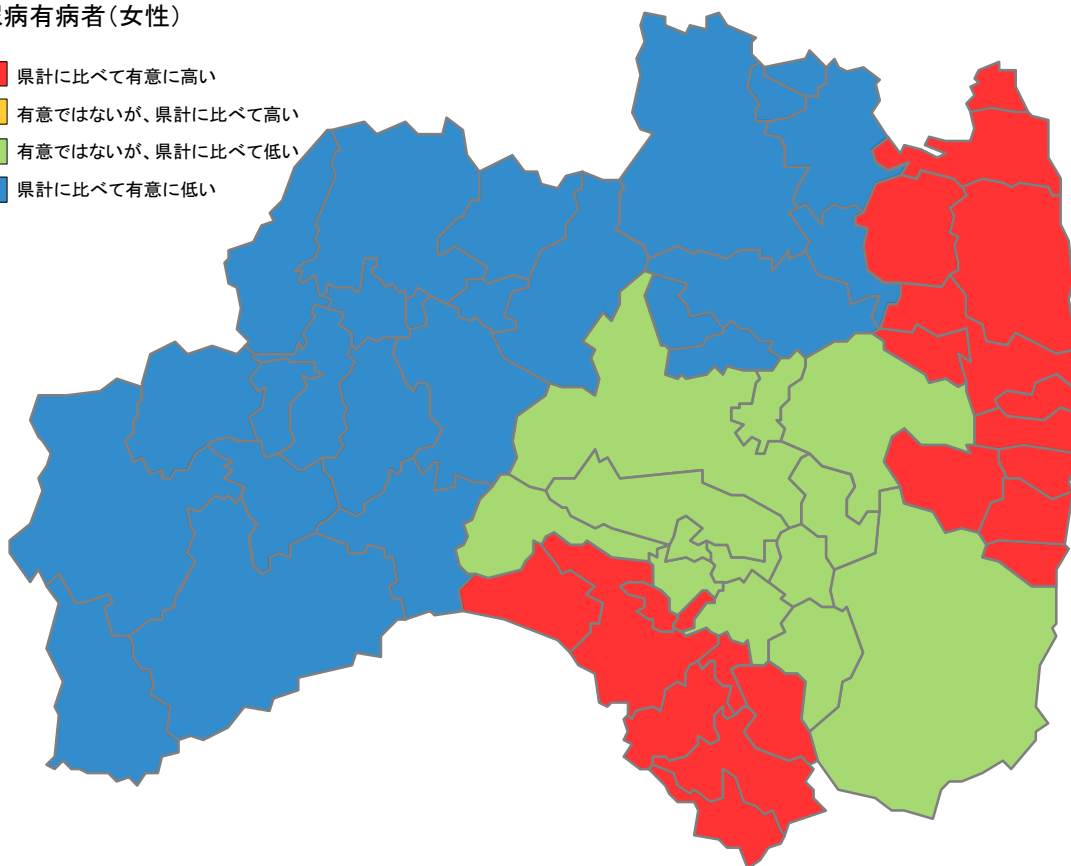 病有病者(女性)
県計に比べて有意に高い
有意ではないが、県計に比べて高い
有意ではないが、県計に比べて低い
県計に比べて有意に低い